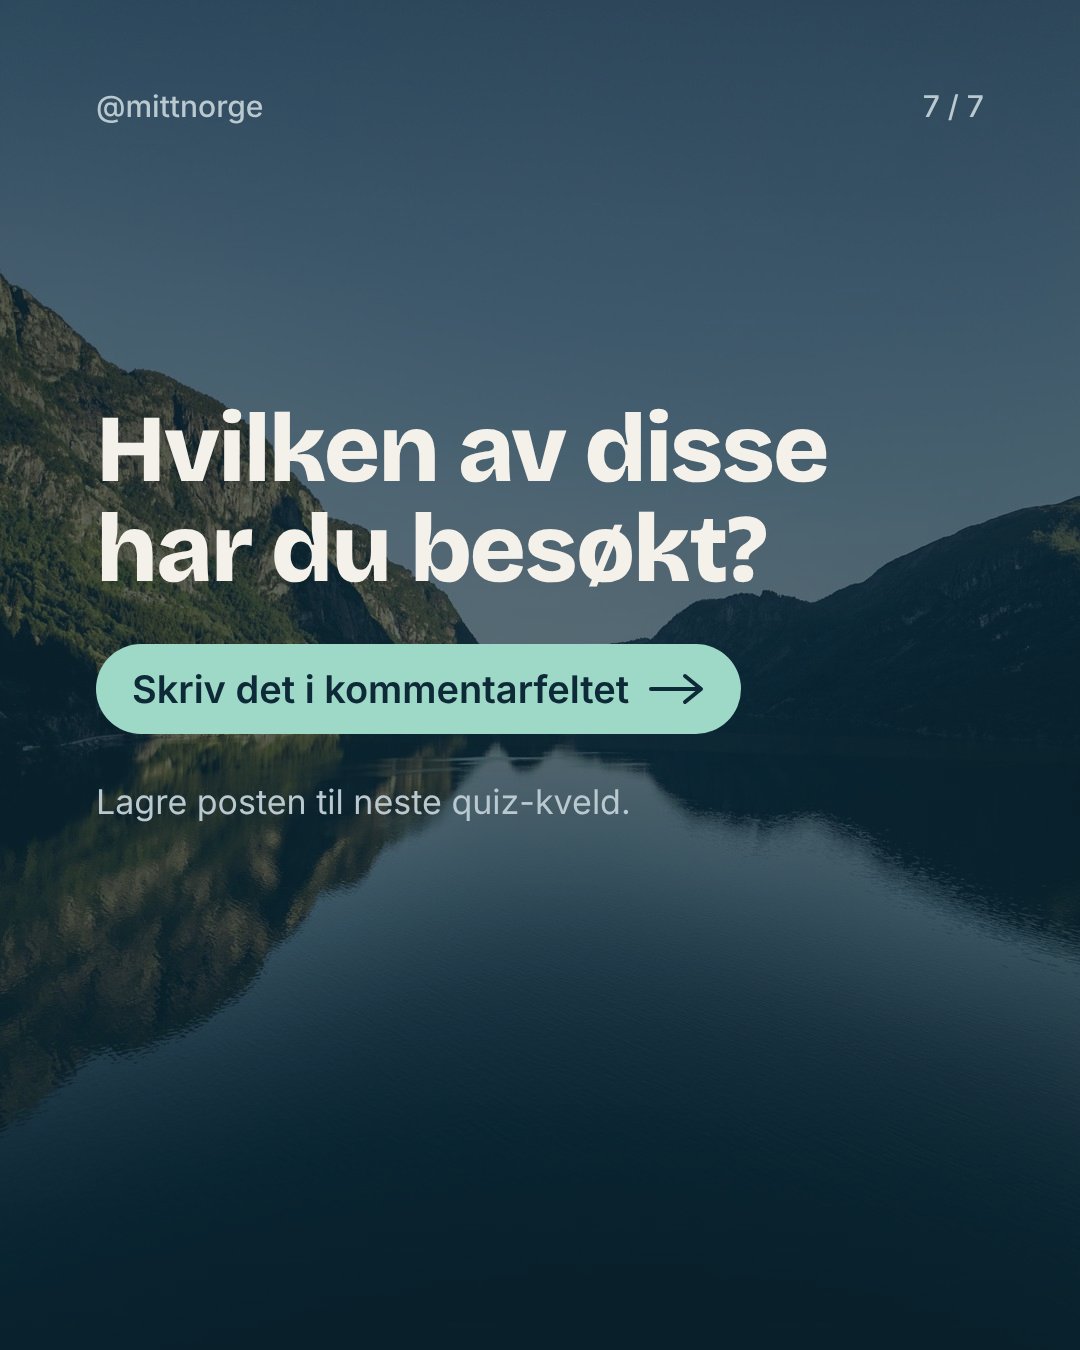 @mittnorge
7 / 7
Hvilken av disse
har du besøkt?
Skriv det i kommentarfeltet →
Lagre posten til neste quiz-kveld.